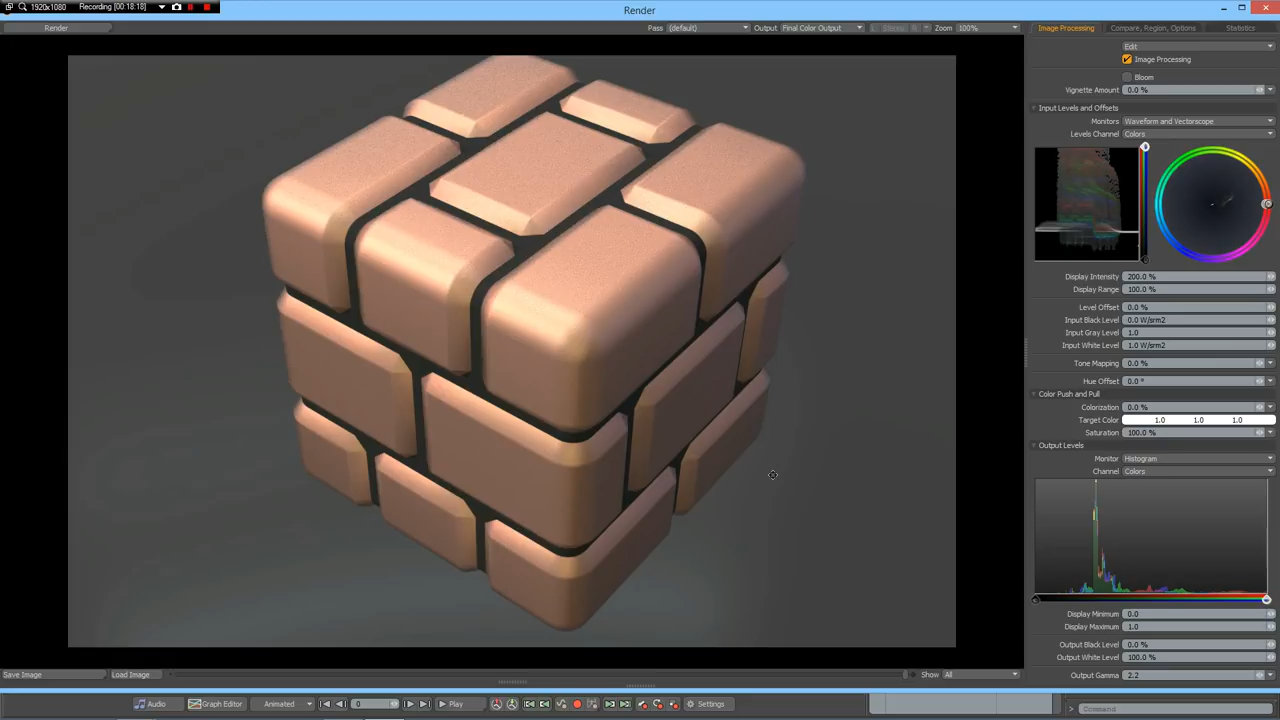 1920x1080 Recording [00:18:18]
Render
Render Pass (default) Output Final Color Output Zoom 100%
Image Processing Compare, Region, Options Statistics
Edit
Image Processing
Bloom
Vignette Amount 0.0 %
Input Levels and Offsets
Monitors Waveform and Vectorscope
Levels Channel Colors
Display Intensity 200.0 %
Display Range 100.0 %
Level Offset 0.0 %
Input Black Level 0.0 W/srm2
Input Gray Level 1.0
Input White Level 1.0 W/srm2
Tone Mapping 0.0 %
Hue Offset 0.0 °
Color Push and Pull
Colorization 0.0 %
Target Color 1.0 1.0 1.0
Saturation 100.0 %
Output Levels
Monitor Histogram
Channel Colors
Display Minimum 0.0
Display Maximum 1.0
Output Black Level 0.0 %
Output White Level 100.0 %
Output Gamma 2.2
Save Image Load Image Show All
Audio Graph Editor Animated 0 Play Settings Command